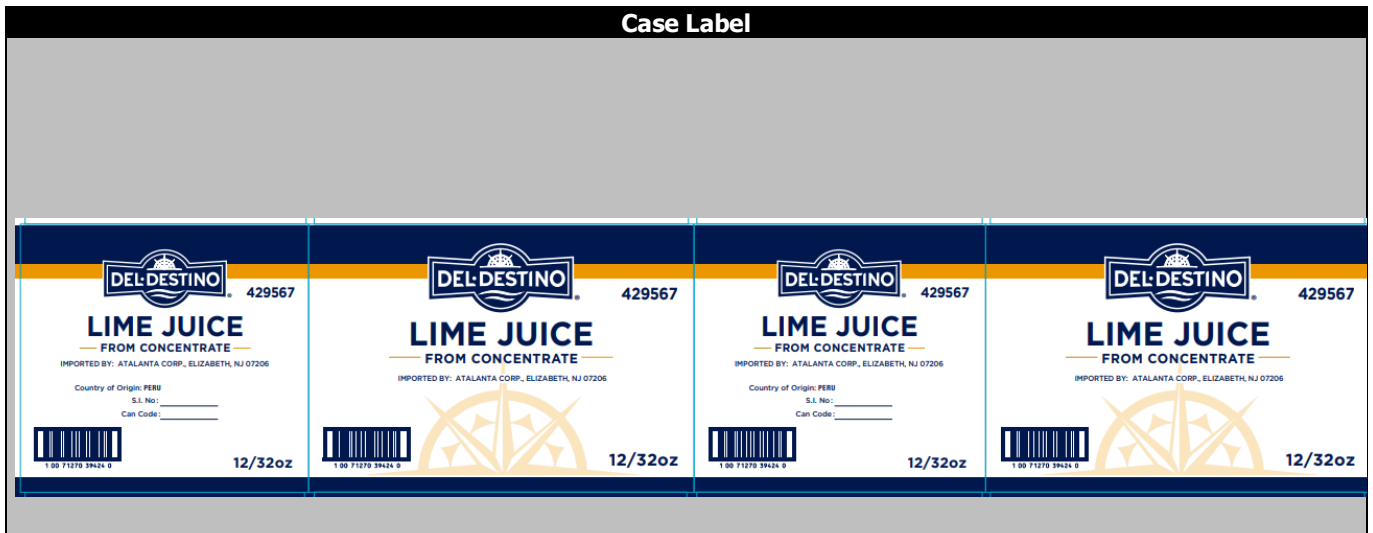 Case Label
DEL·DESTINO®
429567
LIME JUICE
FROM CONCENTRATE
IMPORTED BY: ATALANTA CORP., ELIZABETH, NJ 07206
Country of Origin: PERU
S.I. No:
Can Code:
1 00 71270 39424 0
12/32oz
DEL·DESTINO®
429567
LIME JUICE
FROM CONCENTRATE
IMPORTED BY: ATALANTA CORP., ELIZABETH, NJ 07206
1 00 71270 39424 0
12/32oz
DEL·DESTINO®
429567
LIME JUICE
FROM CONCENTRATE
IMPORTED BY: ATALANTA CORP., ELIZABETH, NJ 07206
Country of Origin: PERU
S.I. No:
Can Code:
1 00 71270 39424 0
12/32oz
DEL·DESTINO®
429567
LIME JUICE
FROM CONCENTRATE
IMPORTED BY: ATALANTA CORP., ELIZABETH, NJ 07206
1 00 71270 39424 0
12/32oz